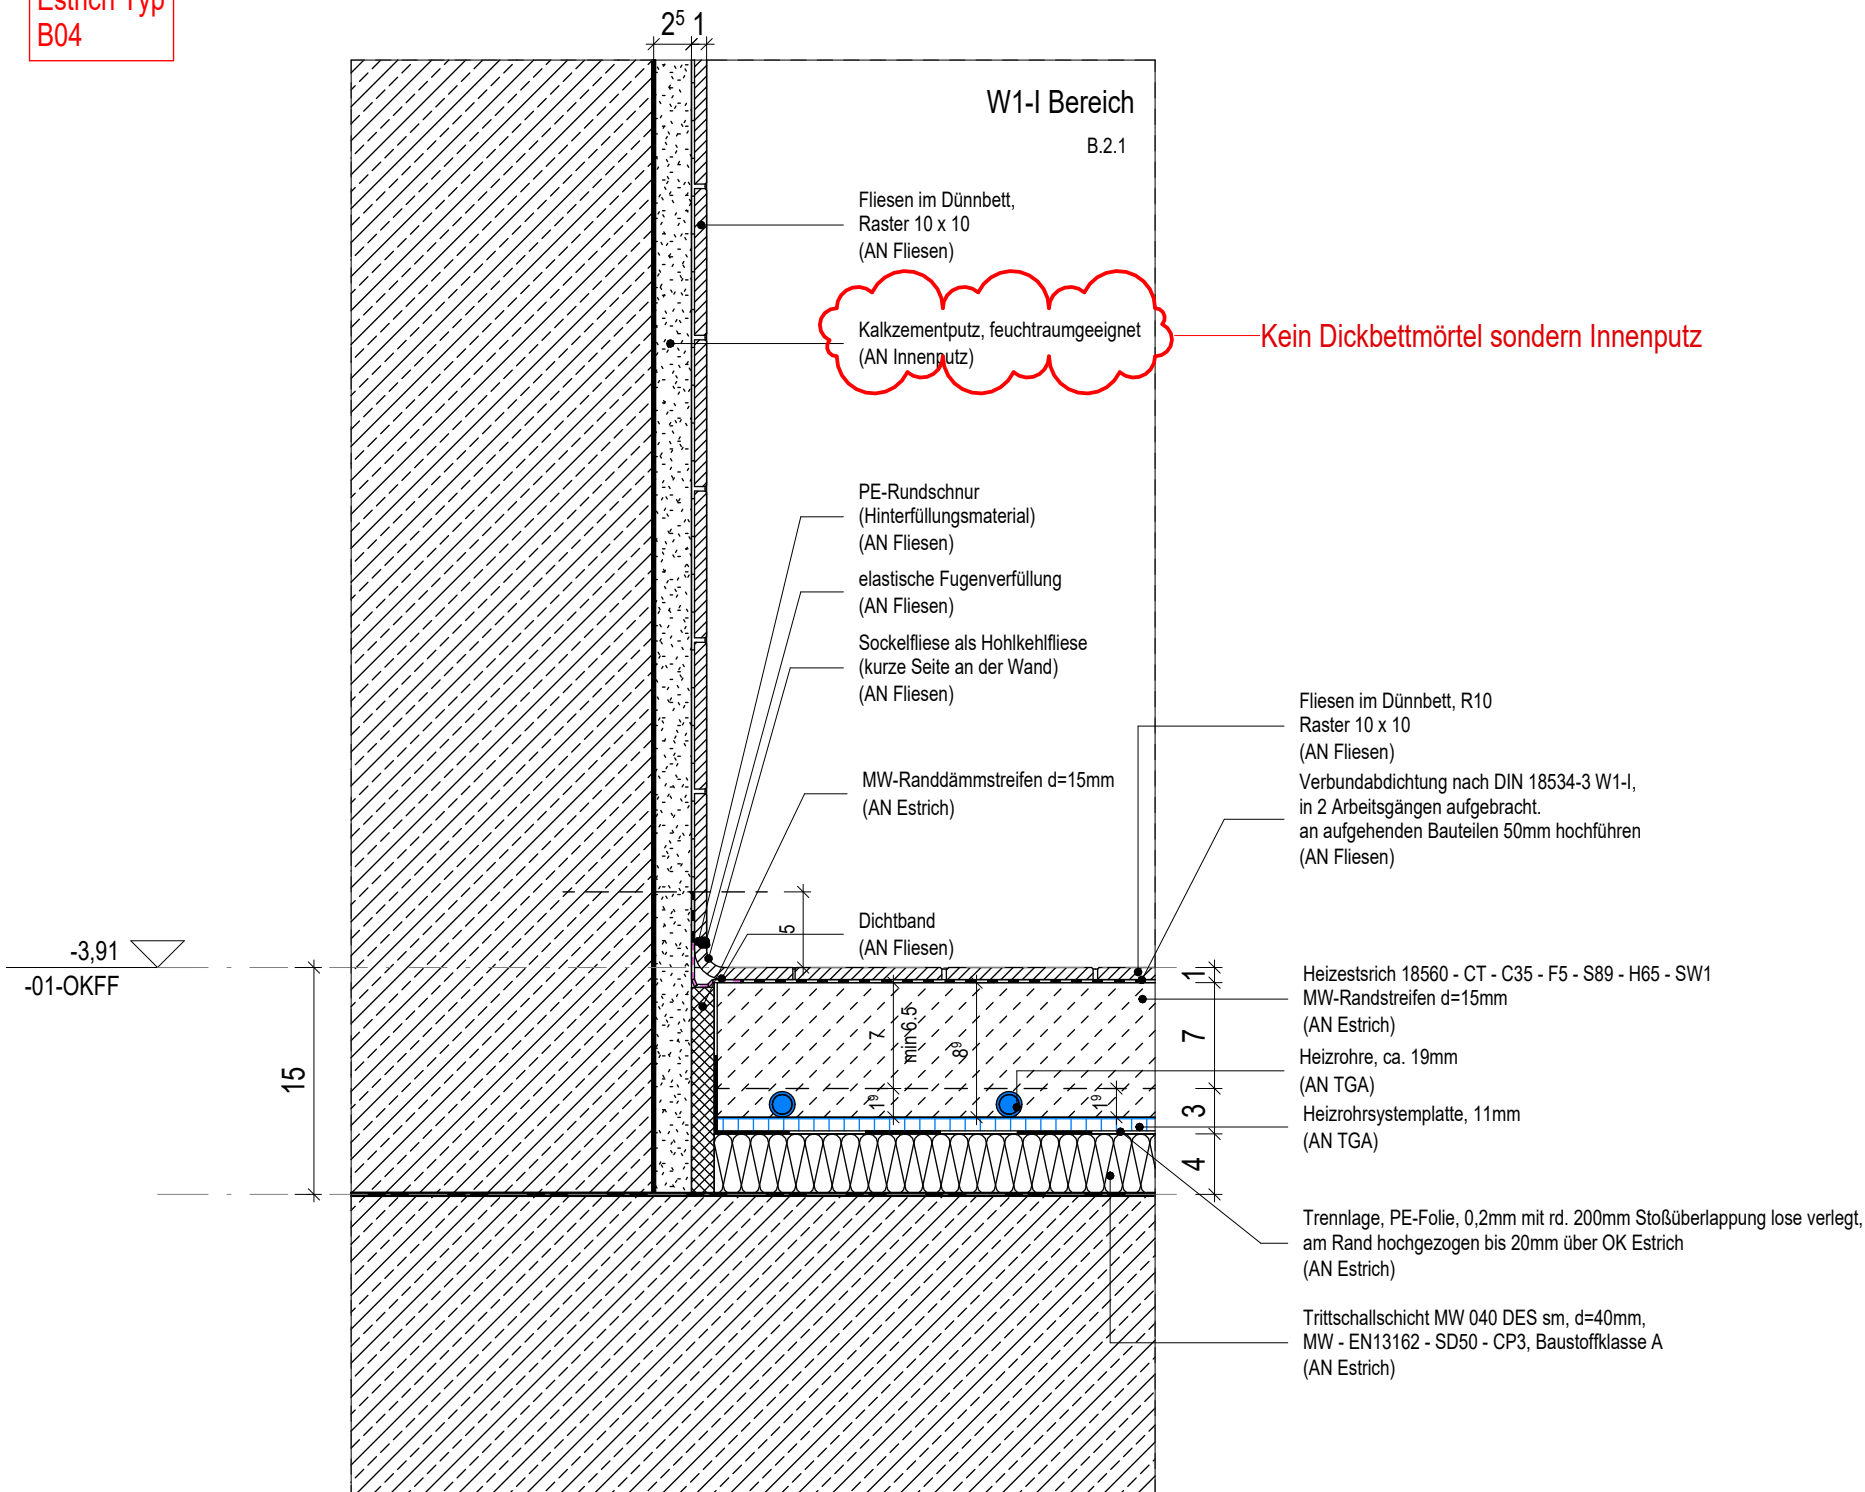 Estrich Typ
B04
2⁵ 1
W1-I Bereich
B.2.1
Fliesen im Dünnbett,
Raster 10 x 10
(AN Fliesen)
Kalkzementputz, feuchtraumgeeignet
(AN Innenputz)
Kein Dickbettmörtel sondern Innenputz
PE-Rundschnur
(Hinterfüllungsmaterial)
(AN Fliesen)
elastische Fugenverfüllung
(AN Fliesen)
Sockelfliese als Hohlkehlfliese
(kurze Seite an der Wand)
(AN Fliesen)
MW-Randdämmstreifen d=15mm
(AN Estrich)
Dichtband
(AN Fliesen)
5
-3,91
-01-OKFF
15
7
min 6.5
8⁹
1⁹
1⁹
1
7
3
4
Fliesen im Dünnbett, R10
Raster 10 x 10
(AN Fliesen)
Verbundabdichtung nach DIN 18534-3 W1-I,
in 2 Arbeitsgängen aufgebracht.
an aufgehenden Bauteilen 50mm hochführen
(AN Fliesen)
Heizestsrich 18560 - CT - C35 - F5 - S89 - H65 - SW1
MW-Randstreifen d=15mm
(AN Estrich)
Heizrohre, ca. 19mm
(AN TGA)
Heizrohrsystemplatte, 11mm
(AN TGA)
Trennlage, PE-Folie, 0,2mm mit rd. 200mm Stoßüberlappung lose verlegt,
am Rand hochgezogen bis 20mm über OK Estrich
(AN Estrich)
Trittschallschicht MW 040 DES sm, d=40mm,
MW - EN13162 - SD50 - CP3, Baustoffklasse A
(AN Estrich)